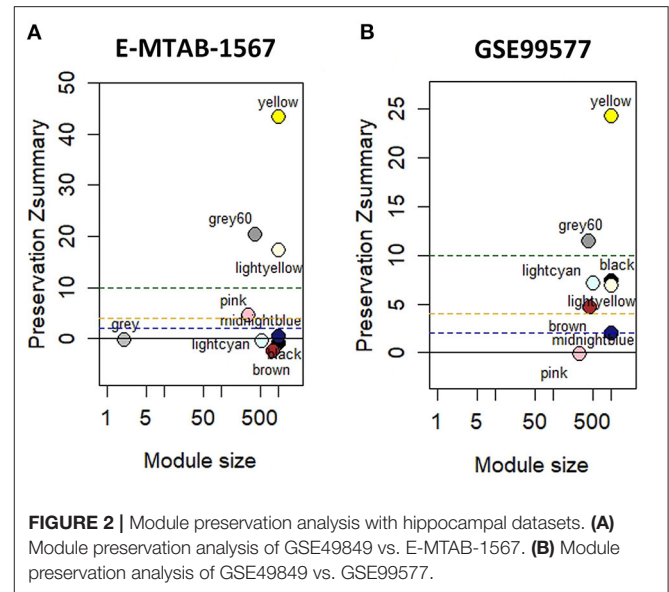 A
E-MTAB-1567
50
40
30
20
10
0
Preservation Zsummary
yellow
grey60
lightyellow
pink
midnightblue
grey
lightcyan
black
brown
1 5 50 500
Module size
B
GSE99577
25
20
15
10
5
0
Preservation Zsummary
yellow
grey60
black
lightcyan
lightyellow
brown
midnightblue
pink
1 5 50 500
Module size
FIGURE 2 | Module preservation analysis with hippocampal datasets. (A)
Module preservation analysis of GSE49849 vs. E-MTAB-1567. (B) Module
preservation analysis of GSE49849 vs. GSE99577.